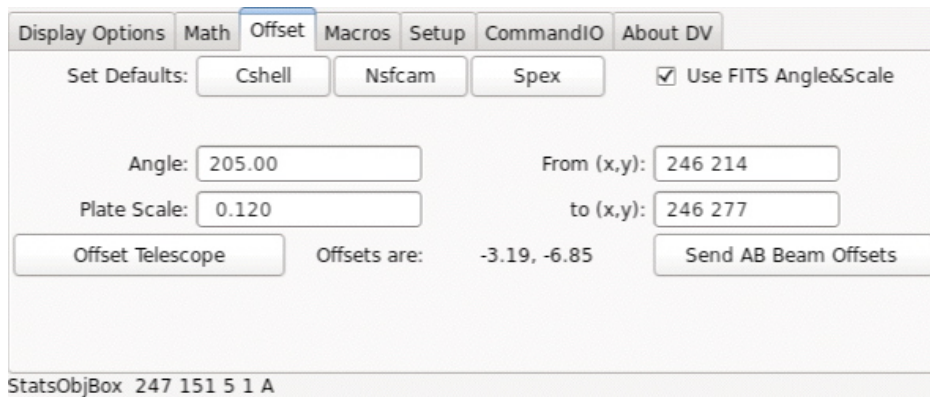 Display Options Math Offset Macros Setup CommandIO About DV
Set Defaults: Cshell Nsfcam Spex Use FITS Angle&Scale
Angle: 205.00 From (x,y): 246 214
Plate Scale: 0.120 to (x,y): 246 277
Offset Telescope Offsets are: -3.19, -6.85 Send AB Beam Offsets
StatsObjBox 247 151 5 1 A